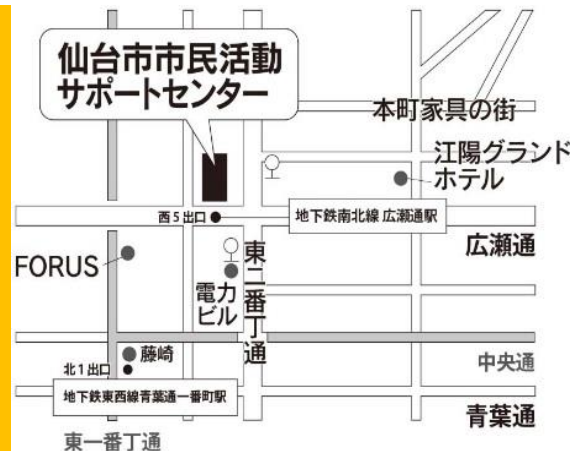 仙台市市民活動
サポートセンター
本町家具の街
江陽グランド
ホテル
西5出口
地下鉄南北線 広瀬通駅
広瀬通
FORUS
東二番丁通
電力
ビル
藤崎
中央通
北1出口
地下鉄東西線青葉通一番町駅
青葉通
東一番丁通